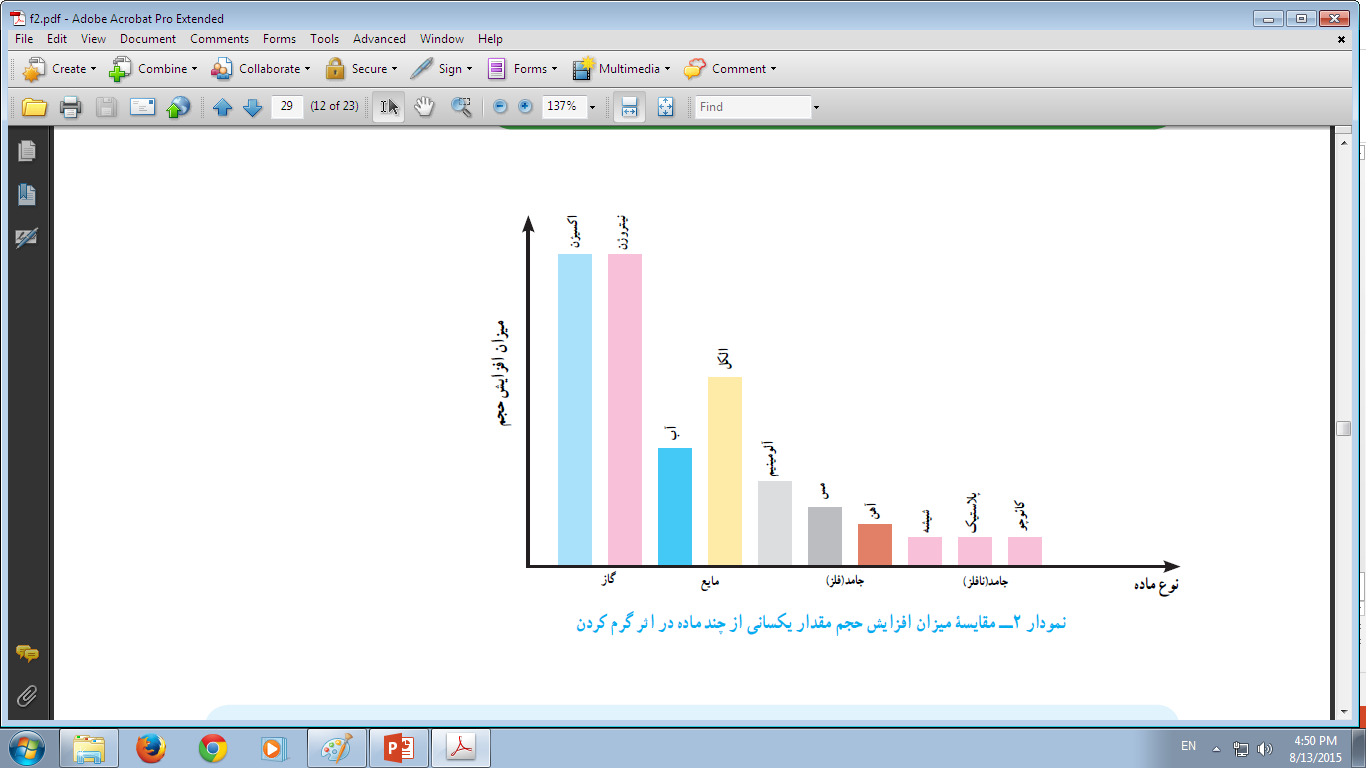 f2.pdf - Adobe Acrobat Pro Extended
File Edit View Document Comments Forms Tools Advanced Window Help
Create Combine Collaborate Secure Sign Forms Multimedia Comment
29 (12 of 23) 137% Find
اکسیژن
نیتروژن
آب
الکل
آلومینیم
مس
آهن
شیشه
پلاستیک
کائوچو
میزان افزایش حجم
گاز
مایع
جامد(فلز)
جامد(نافلز)
نوع ماده
نمودار ۲ــ مقایسهٔ میزان افزایش حجم مقدار یکسانی از چند ماده در اثر گرم کردن
EN
4:50 PM
8/13/2015